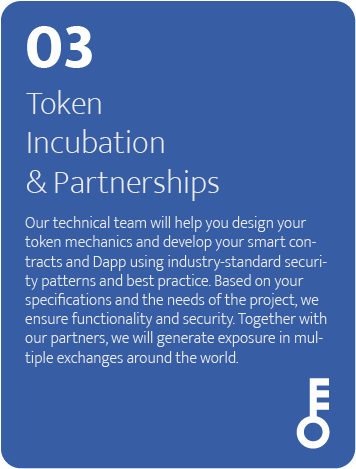 03
Token
Incubation
& Partnerships
Our technical team will help you design your
token mechanics and develop your smart con-
tracts and Dapp using industry-standard securi-
ty patterns and best practice. Based on your
specifications and the needs of the project, we
ensure functionality and security. Together with
our partners, we will generate exposure in mul-
tiple exchanges around the world.